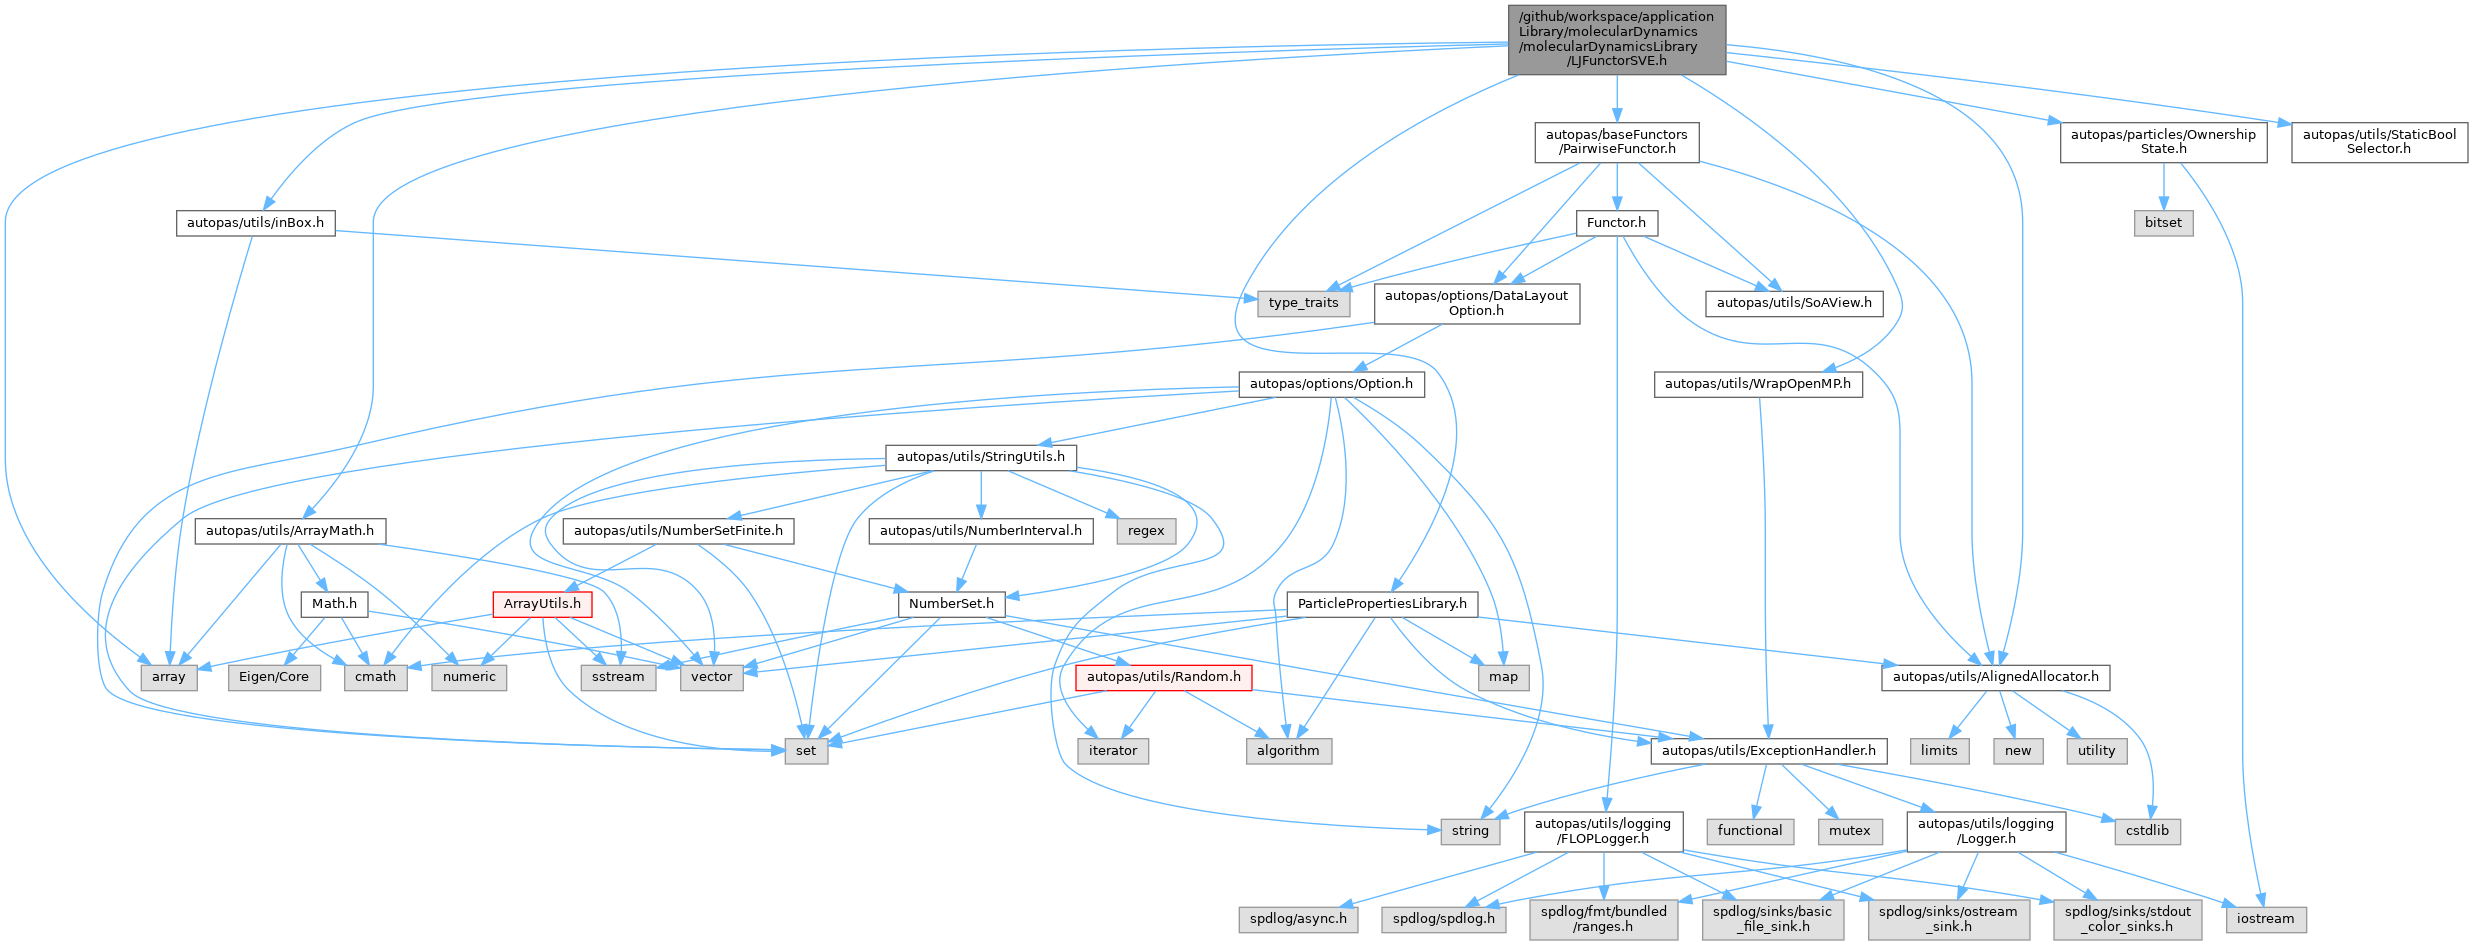 /github/workspace/application
Library/molecularDynamics
/molecularDynamicsLibrary
/LJFunctorSVE.h
autopas/baseFunctors
/PairwiseFunctor.h
autopas/particles/Ownership
State.h
autopas/utils/StaticBool
Selector.h
autopas/utils/inBox.h
Functor.h
bitset
type_traits
autopas/options/DataLayout
Option.h
autopas/utils/SoAView.h
autopas/options/Option.h
autopas/utils/WrapOpenMP.h
autopas/utils/StringUtils.h
autopas/utils/ArrayMath.h
autopas/utils/NumberSetFinite.h
autopas/utils/NumberInterval.h
regex
Math.h
ArrayUtils.h
NumberSet.h
ParticlePropertiesLibrary.h
array
Eigen/Core
cmath
numeric
sstream
vector
autopas/utils/Random.h
map
autopas/utils/AlignedAllocator.h
set
iterator
algorithm
autopas/utils/ExceptionHandler.h
limits
new
utility
string
autopas/utils/logging
/FLOPLogger.h
functional
mutex
autopas/utils/logging
/Logger.h
cstdlib
spdlog/async.h
spdlog/spdlog.h
spdlog/fmt/bundled
/ranges.h
spdlog/sinks/basic
_file_sink.h
spdlog/sinks/ostream
_sink.h
spdlog/sinks/stdout
_color_sinks.h
iostream